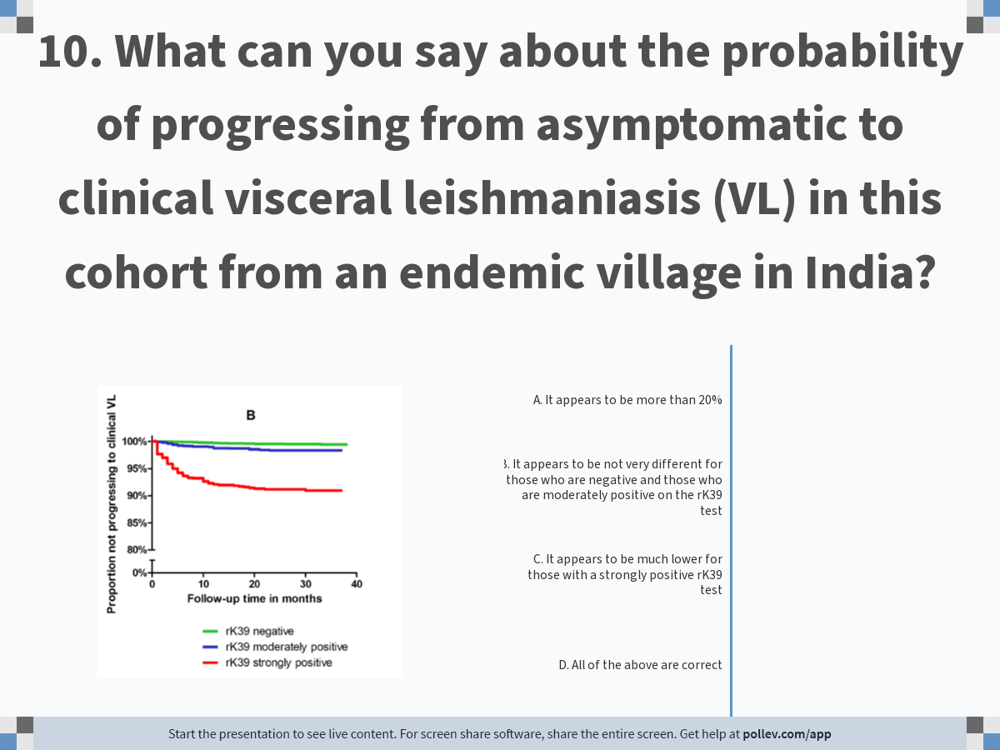 10. What can you say about the probability
of progressing from asymptomatic to
clinical visceral leishmaniasis (VL) in this
cohort from an endemic village in India?
Proportion not progressing to clinical VL
B
100%
95%
90%
85%
80%
0%
0 10 20 30 40
Follow-up time in months
rK39 negative
rK39 moderately positive
rK39 strongly positive
A. It appears to be more than 20%
B. It appears to be not very different for
those who are negative and those who
are moderately positive on the rK39
test
C. It appears to be much lower for
those with a strongly positive rK39
test
D. All of the above are correct
Start the presentation to see live content. For screen share software, share the entire screen. Get help at pollev.com/app